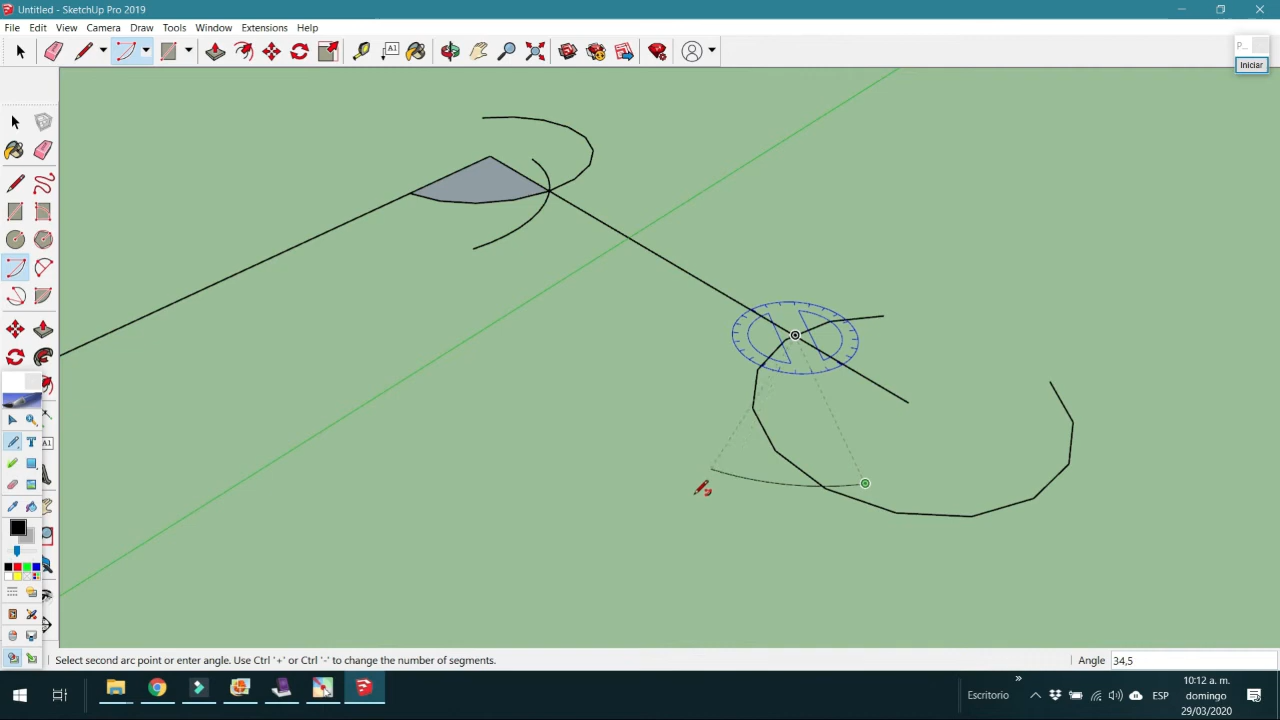 Untitled - SketchUp Pro 2019
File Edit View Camera Draw Tools Window Extensions Help
A1
P...
Iniciar
A1
T
Select second arc point or enter angle. Use Ctrl '+' or Ctrl '-' to change the number of segments.
Angle 34,5
Escritorio
»
ESP
10:12 a. m.
domingo
29/03/2020